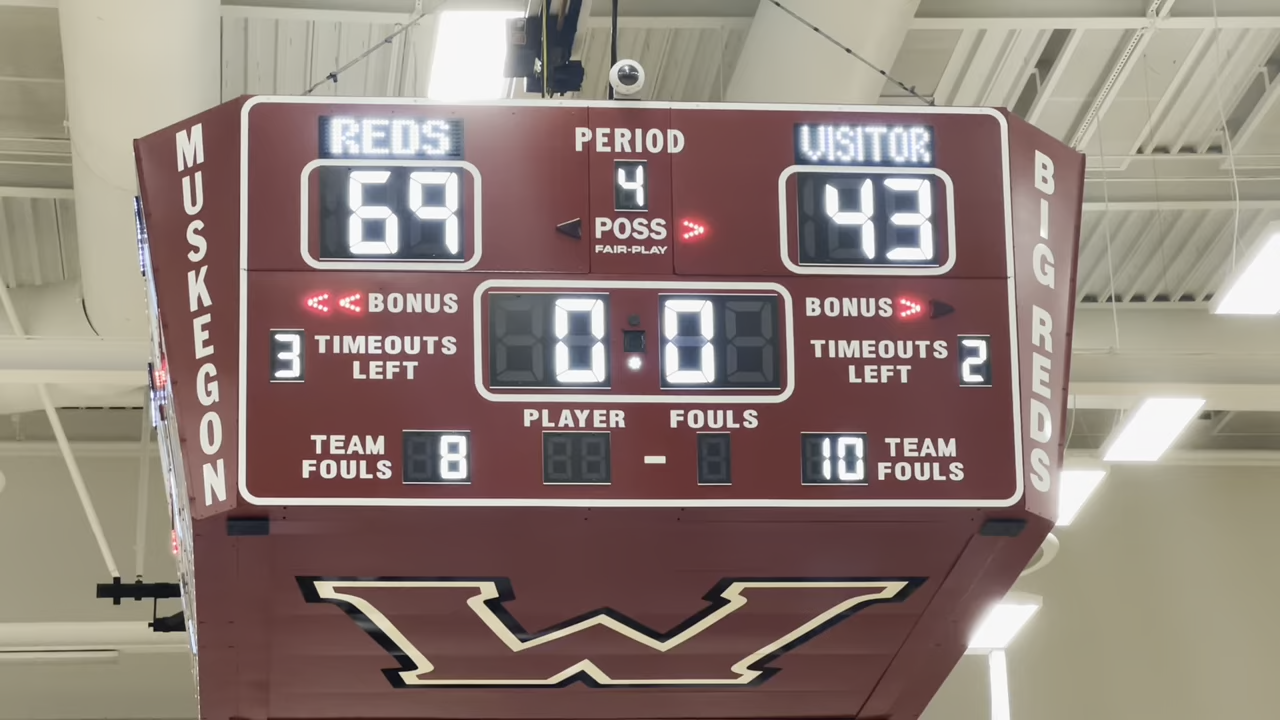 MUSKEGON
REDS
PERIOD
VISITOR
69
4
43
POSS
FAIR-PLAY
BONUS
0:0
BONUS
3
TIMEOUTS
LEFT
TIMEOUTS
LEFT
2
PLAYER FOULS
TEAM
FOULS
8
-
10
TEAM
FOULS
BIG REDS
W